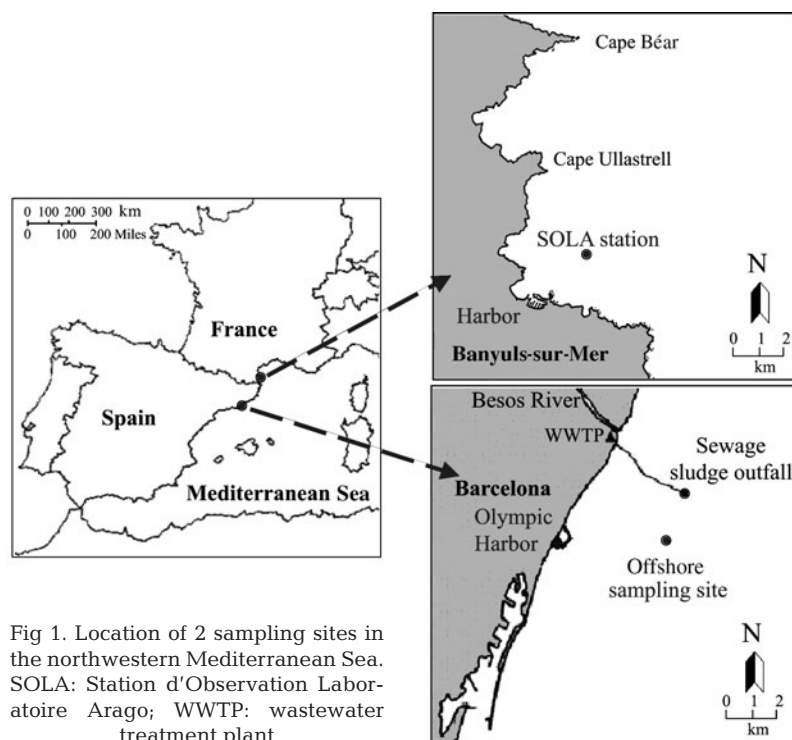 0 100 200 300 km
0 100 200 Miles
France
Spain
Mediterranean Sea
Cape Béar
Cape Ullastrell
SOLA station
N
Harbor
0 1 2
km
Banyuls-sur-Mer
Besos River
WWTP
Sewage
sludge outfall
Barcelona
Olympic
Harbor
Offshore
sampling site
N
0 1 2
km
Fig 1. Location of 2 sampling sites in
the northwestern Mediterranean Sea.
SOLA: Station d'Observation Labor-
atoire Arago; WWTP: wastewater
treatment plant